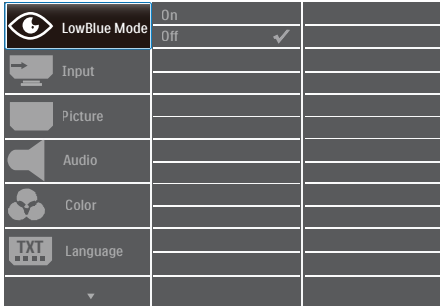 LowBlue Mode
On
Off
Input
Picture
Audio
Color
TXT
Language